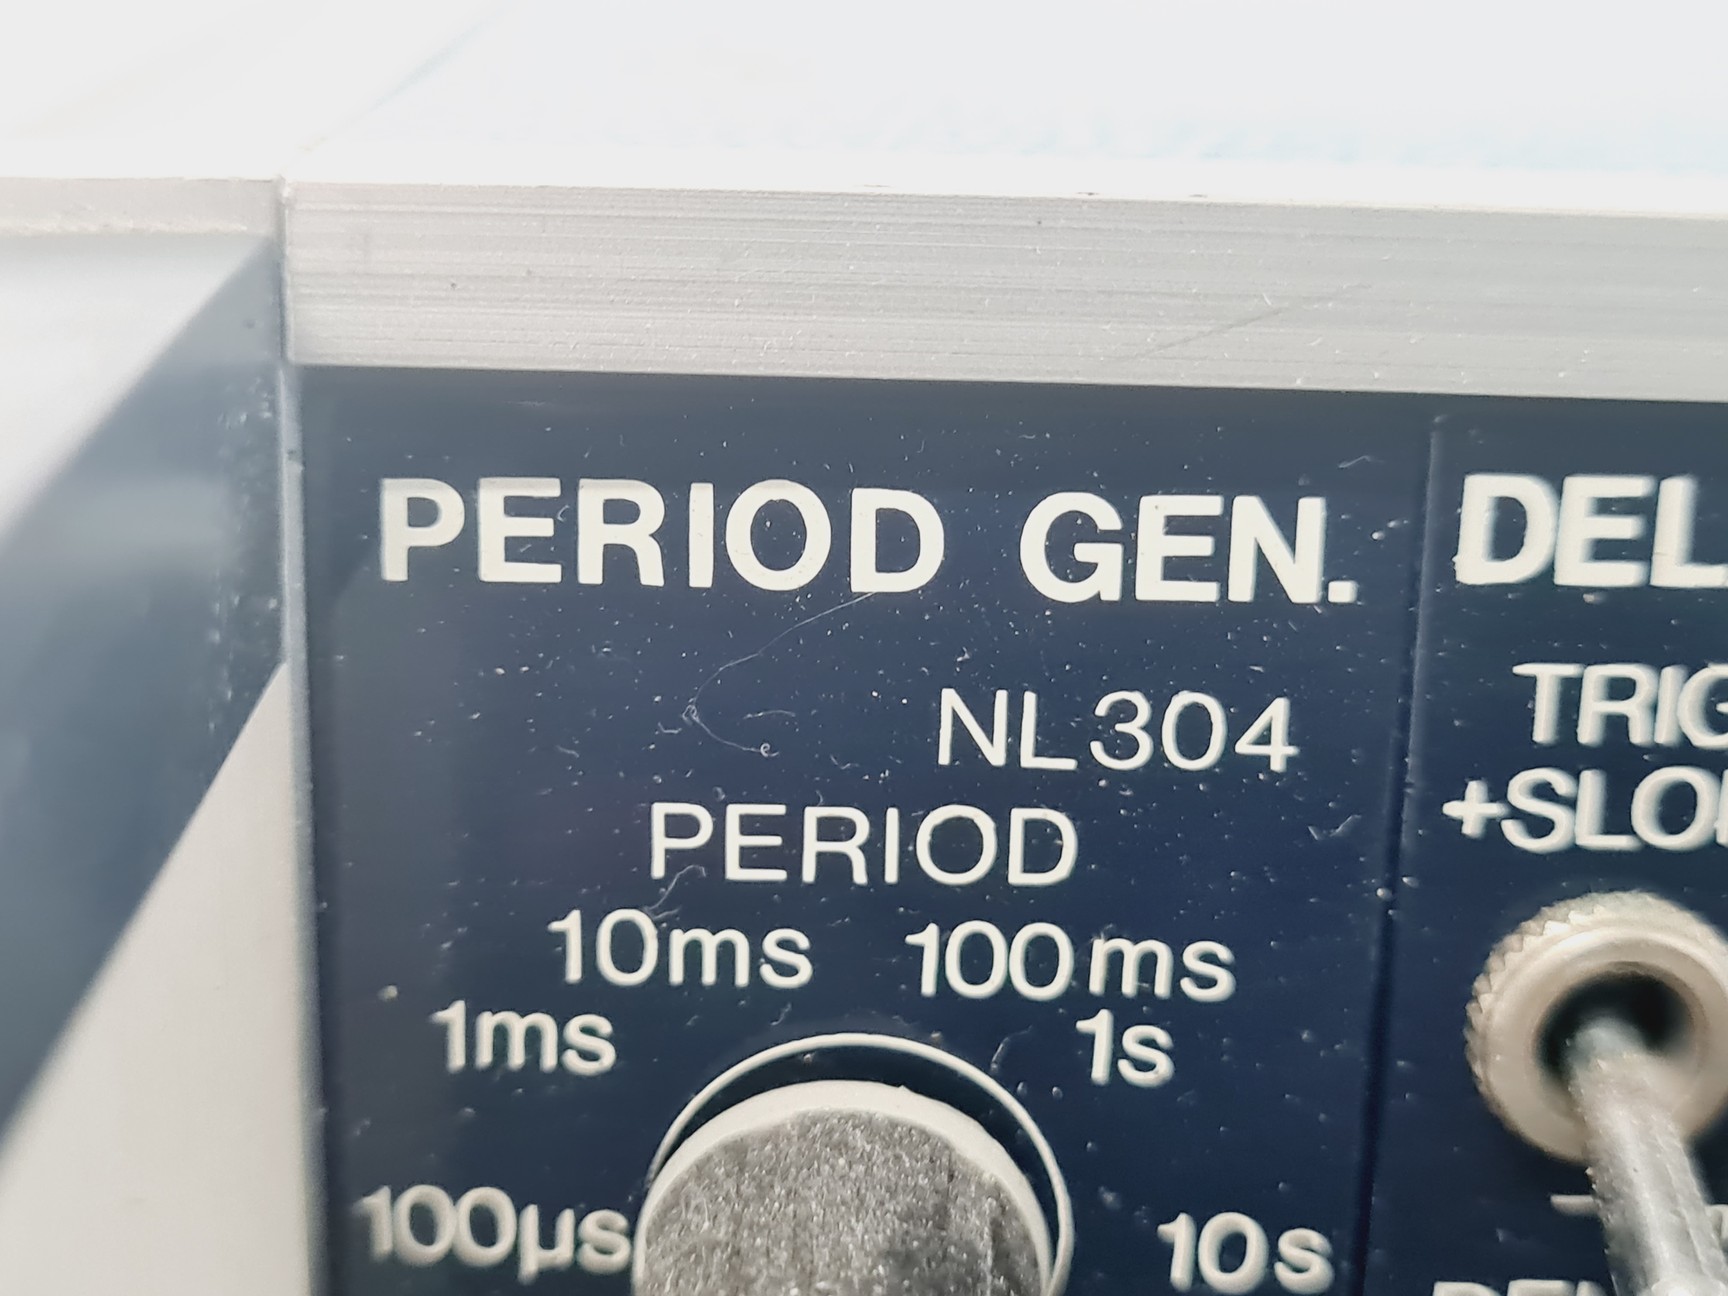 PERIOD GEN.
NL304
PERIOD
10ms 100ms
1ms 1s
100µs 10s
DEL
TRIG
+SLO